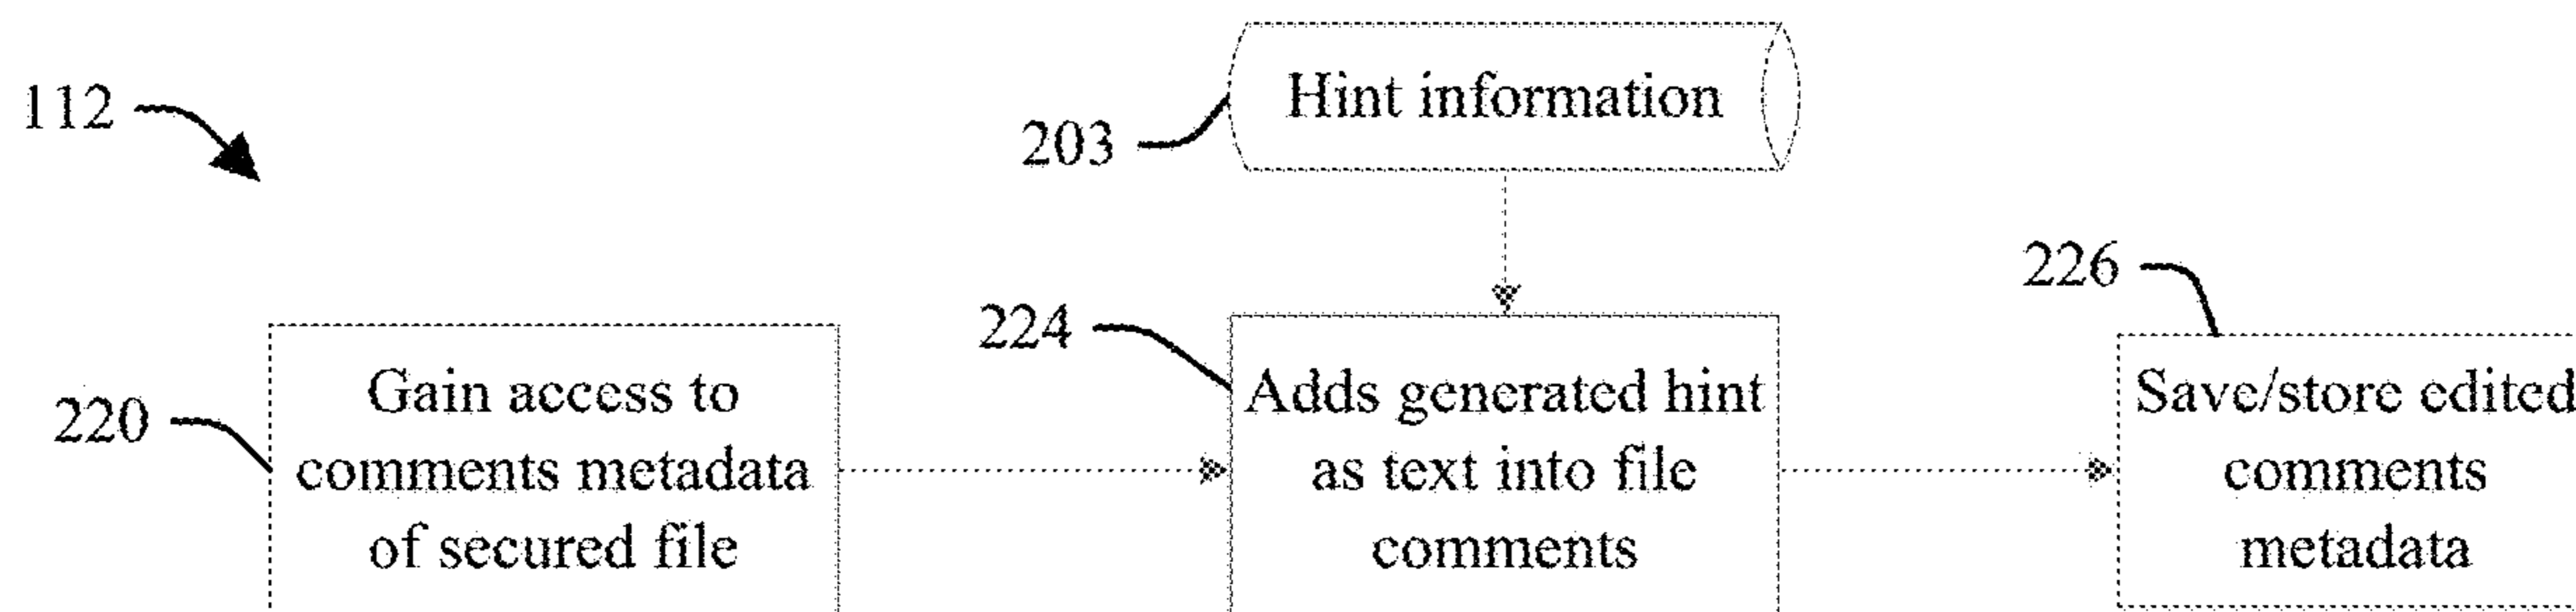 112
Hint information
203
226
224
220
Gain access to
comments metadata
of secured file
Adds generated hint
as text into file
comments
Save/store edited
comments
metadata